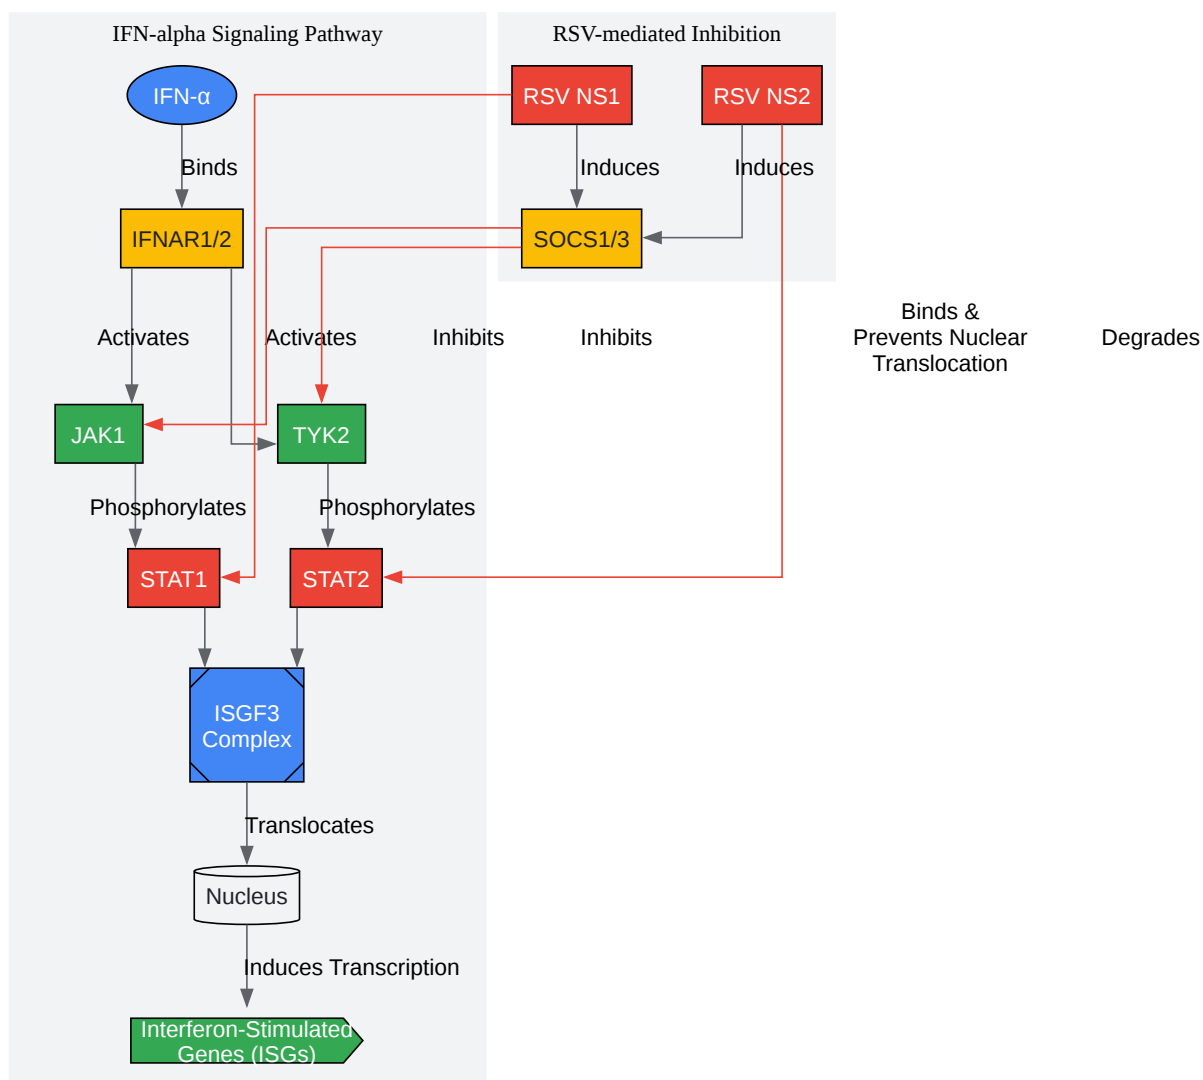 IFN-alpha Signaling Pathway
RSV-mediated Inhibition
IFN-α
RSV NS1
RSV NS2
Binds
Induces
Induces
IFNAR1/2
SOCS1/3
Activates
Activates
Inhibits
Inhibits
Binds &
Prevents Nuclear
Translocation
Degrades
JAK1
TYK2
Phosphorylates
Phosphorylates
STAT1
STAT2
ISGF3
Complex
Translocates
Nucleus
Induces Transcription
Interferon-Stimulated
Genes (ISGs)